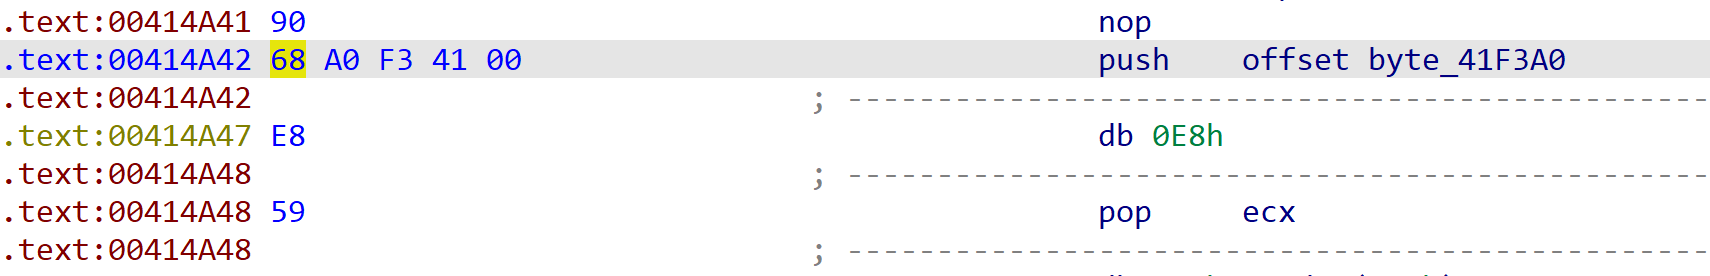 .text:00414A41 90 nop
.text:00414A42 68 A0 F3 41 00 push offset byte_41F3A0
.text:00414A42 ; ---------------------------------------------
.text:00414A47 E8 db 0E8h
.text:00414A48 ; ---------------------------------------------
.text:00414A48 59 pop ecx
.text:00414A48 ; ---------------------------------------------